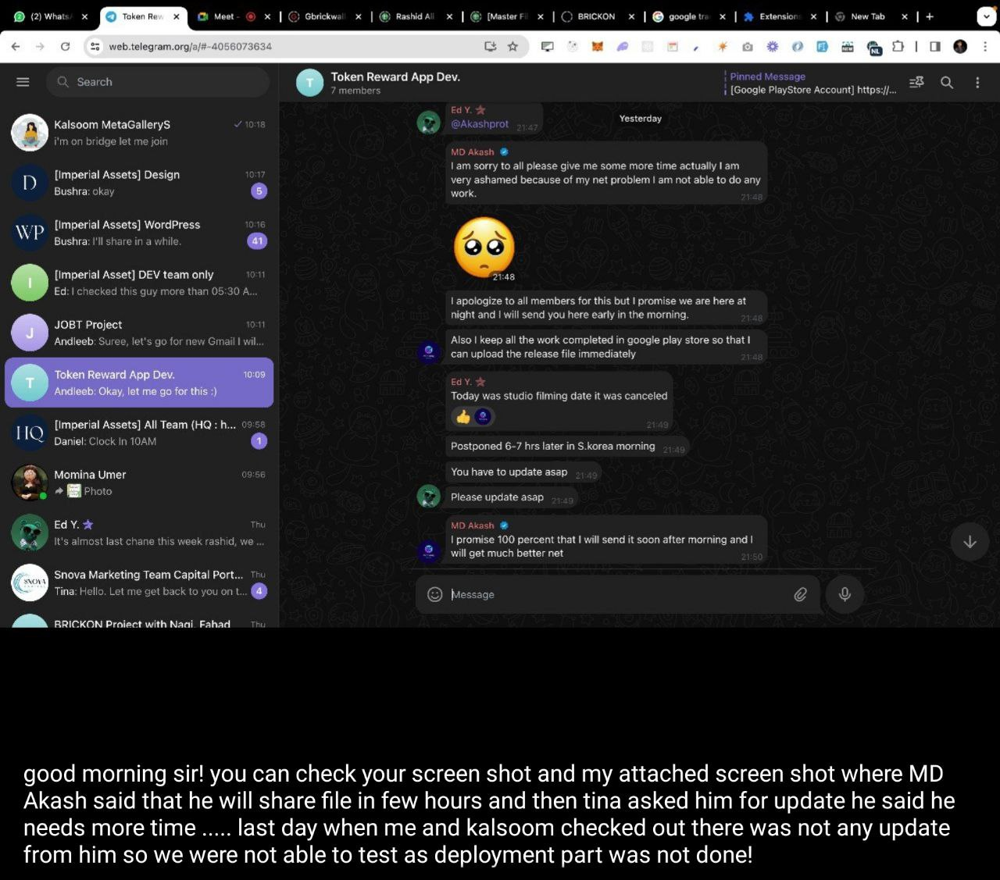 (2) Whats
Token Rew
Meet -
Gbrickwal
Rashid Ali
[Master Fi
BRICKON
google tra
Extension
New Tab
web.telegram.org/a/#-4056073634
Search
Kalsoom MetaGalleryS 10:18
i'm on bridge let me join
[Imperial Assets] Design 10:17
Bushra: okay 5
[Imperial Assets] WordPress 10:16
Bushra: I'll share in a while. 41
[Imperial Asset] DEV team only 10:11
Ed: I checked this guy more than 05:30 A...
JOBT Project 10:11
Andleeb: Suree, let's go for new Gmail I wil...
Token Reward App Dev. 10:09
Andleeb: Okay, let me go for this :)
[Imperial Assets] All Team (HQ : h... 09:58
Daniel: Clock In 10AM 1
Momina Umer 09:56
Photo
Ed Y. Thu
It's almost last chane this week rashid, we ...
Snova Marketing Team Capital Port... Thu
Tina: Hello. Let me get back to you on t... 4
BRICKON Project with Naqi, Fahad Thu
D
WP
I
J
T
HQ
SNOVA
T
Token Reward App Dev.
7 members
Pinned Message
[Google PlayStore Account] https://...
Yesterday
Ed Y.
@Akashprot 21:47
MD Akash
I am sorry to all please give me some more time actually I am
very ashamed because of my net problem I am not able to do any
work. 21:48
21:48
I apologize to all members for this but I promise we are here at
night and I will send you here early in the morning. 21:48
Also I keep all the work completed in google play store so that I
can upload the release file immediately 21:48
Ed Y.
Today was studio filming date it was canceled
21:49
Postponed 6-7 hrs later in S.korea morning 21:49
You have to update asap 21:49
Please update asap 21:49
MD Akash
I promise 100 percent that I will send it soon after morning and I
will get much better net 21:50
Message
good morning sir! you can check your screen shot and my attached screen shot where MD
Akash said that he will share file in few hours and then tina asked him for update he said he
needs more time ..... last day when me and kalsoom checked out there was not any update
from him so we were not able to test as deployment part was not done!